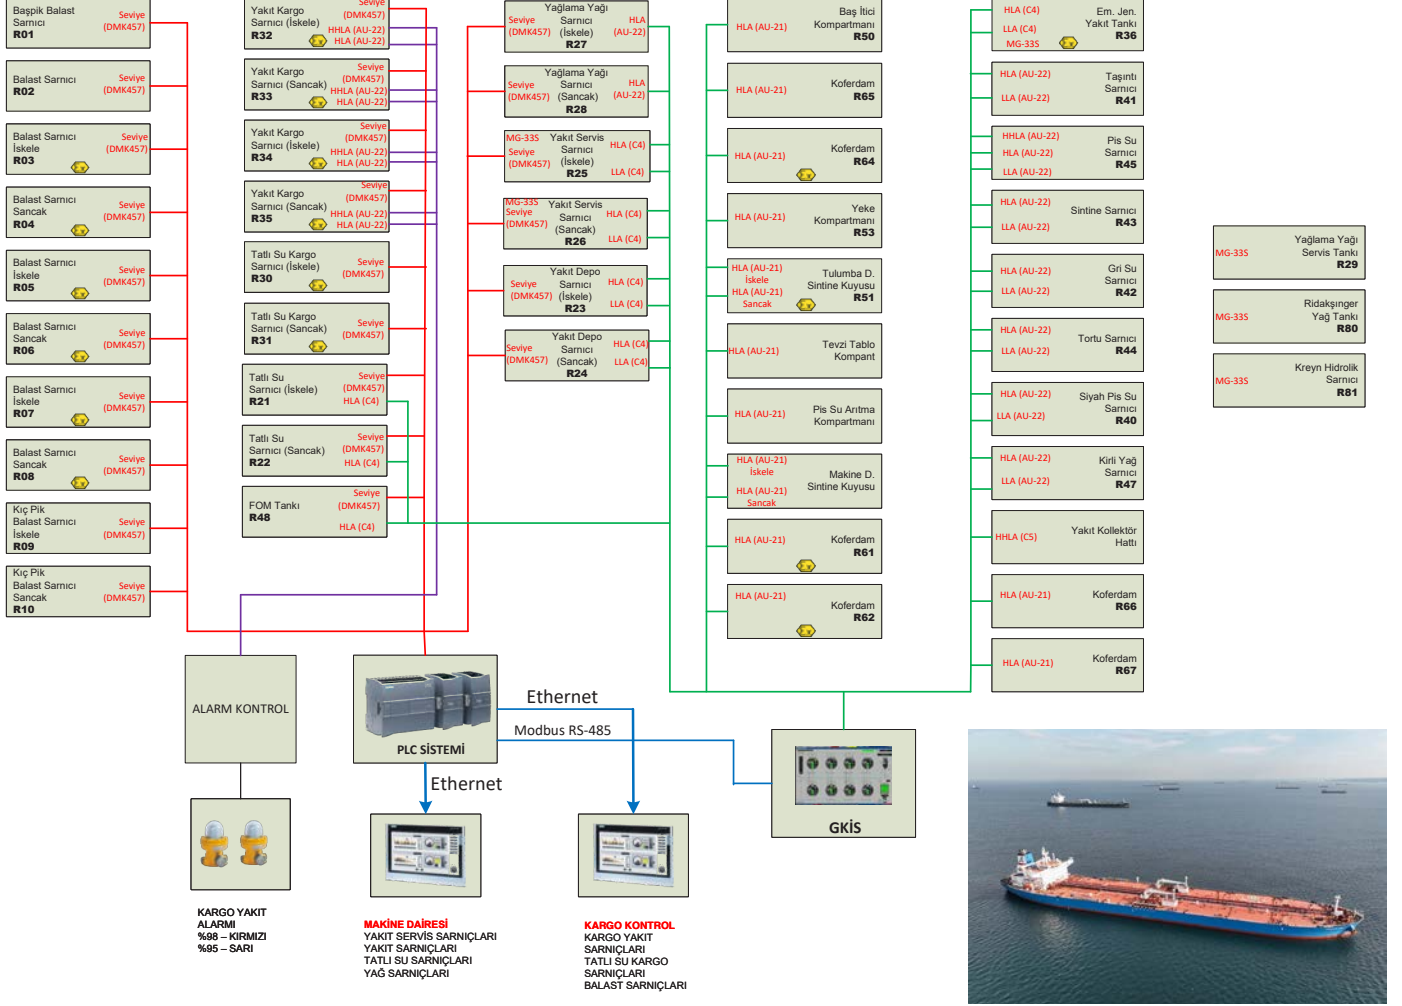 Başpik Balast
Sarnıcı
R01
Seviye
(DMK457)
Balast Sarnıcı
R02
Seviye
(DMK457)
Balast Sarnıcı
İskele
R03
Seviye
(DMK457)
Balast Sarnıcı
Sancak
R04
Seviye
(DMK457)
Balast Sarnıcı
İskele
R05
Seviye
(DMK457)
Balast Sarnıcı
Sancak
R06
Seviye
(DMK457)
Balast Sarnıcı
İskele
R07
Seviye
(DMK457)
Balast Sarnıcı
Sancak
R08
Seviye
(DMK457)
Kıç Pik
Balast Sarnıcı
İskele
R09
Seviye
(DMK457)
Kıç Pik
Balast Sarnıcı
Sancak
R10
Seviye
(DMK457)
Yakıt Kargo
Sarnıcı (İskele)
R32
Seviye
(DMK457)
HHLA (AU-22)
HLA (AU-22)
Yakıt Kargo
Sarnıcı (Sancak)
R33
Seviye
(DMK457)
HHLA (AU-22)
HLA (AU-22)
Yakıt Kargo
Sarnıcı (İskele)
R34
Seviye
(DMK457)
HHLA (AU-22)
HLA (AU-22)
Yakıt Kargo
Sarnıcı (Sancak)
R35
Seviye
(DMK457)
HHLA (AU-22)
HLA (AU-22)
Tatlı Su Kargo
Sarnıcı (İskele)
R30
Seviye
(DMK457)
Tatlı Su Kargo
Sarnıcı (Sancak)
R31
Seviye
(DMK457)
Tatlı Su
Sarnıcı (İskele)
R21
Seviye
(DMK457)
HLA (C4)
Tatlı Su
Sarnıcı (Sancak)
R22
Seviye
(DMK457)
HLA (C4)
FOM Tankı
R48
Seviye
(DMK457)
HLA (C4)
Yağlama Yağı
Sarnıcı
(İskele)
R27
Seviye
(DMK457)
HLA
(AU-22)
Yağlama Yağı
Sarnıcı
(Sancak)
R28
Seviye
(DMK457)
HLA
(AU-22)
MG-33S
Seviye
(DMK457)
Yakıt Servis
Sarnıcı
(İskele)
R25
HLA (C4)
LLA (C4)
MG-33S
Seviye
(DMK457)
Yakıt Servis
Sarnıcı
(Sancak)
R26
HLA (C4)
LLA (C4)
Seviye
(DMK457)
Yakıt Depo
Sarnıcı
(İskele)
R23
HLA (C4)
LLA (C4)
Seviye
(DMK457)
Yakıt Depo
Sarnıcı
(Sancak)
R24
HLA (C4)
LLA (C4)
HLA (AU-21)
Baş İtici
Kompartmanı
R50
HLA (AU-21)
Koferdam
R65
HLA (AU-21)
Koferdam
R64
HLA (AU-21)
Yeke
Kompartmanı
R53
HLA (AU-21)
İskele
HLA (AU-21)
Sancak
Tulumba D.
Sintine Kuyusu
R51
HLA (AU-21)
Tevzi Tablo
Kompant
HLA (AU-21)
Pis Su Arıtma
Kompartmanı
HLA (AU-21)
İskele
HLA (AU-21)
Sancak
Makine D.
Sintine Kuyusu
HLA (AU-21)
Koferdam
R61
HLA (AU-21)
Koferdam
R62
HLA (C4)
LLA (C4)
MG-33S
Em. Jen.
Yakıt Tankı
R36
HLA (AU-22)
LLA (AU-22)
Taşıntı
Sarnıcı
R41
HHLA (AU-22)
HLA (AU-22)
LLA (AU-22)
Pis Su
Sarnıcı
R45
HLA (AU-22)
LLA (AU-22)
Sintine Sarnıcı
R43
HLA (AU-22)
LLA (AU-22)
Gri Su
Sarnıcı
R42
HLA (AU-22)
LLA (AU-22)
Tortu Sarnıcı
R44
HLA (AU-22)
LLA (AU-22)
Siyah Pis Su
Sarnıcı
R40
HLA (AU-22)
LLA (AU-22)
Kirli Yağ
Sarnıcı
R47
HHLA (C5)
Yakıt Kollektör
Hattı
HLA (AU-21)
Koferdam
R66
HLA (AU-21)
Koferdam
R67
MG-33S
Yağlama Yağı
Servis Tankı
R29
MG-33S
Ridakşınger
Yağ Tankı
R80
MG-33S
Kreyn Hidrolik
Sarnıcı
R81
ALARM KONTROL
PLC SİSTEMİ
Ethernet
Modbus RS-485
Ethernet
GKİS
KARGO YAKIT
ALARMI
%98 – KIRMIZI
%95 – SARI
MAKİNE DAİRESİ
YAKIT SERVİS SARNIÇLARI
YAKIT SARNIÇLARI
TATLI SU SARNIÇLARI
YAĞ SARNIÇLARI
KARGO KONTROL
KARGO YAKIT
SARNIÇLARI
TATLI SU KARGO
SARNIÇLARI
BALAST SARNIÇLARI